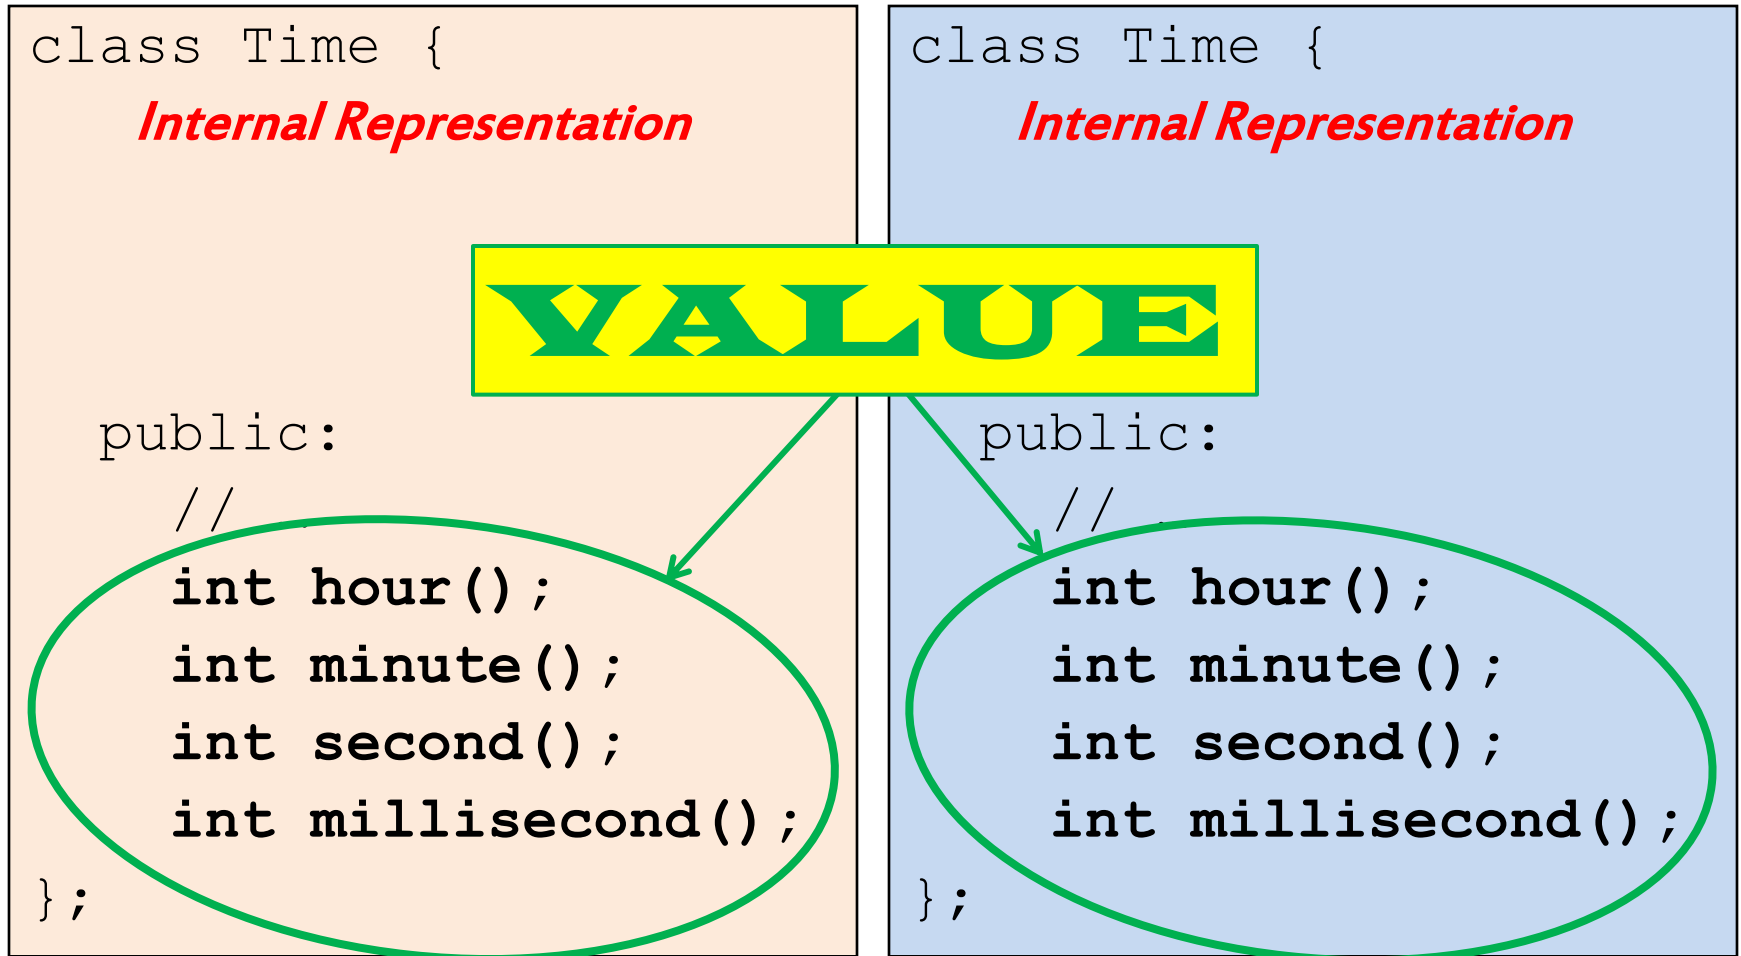 class Time {
Internal Representation
public:
//
int hour();
int minute();
int second();
int millisecond();
};
VALUE
class Time {
Internal Representation
public:
// .
int hour();
int minute();
int second();
int millisecond();
};